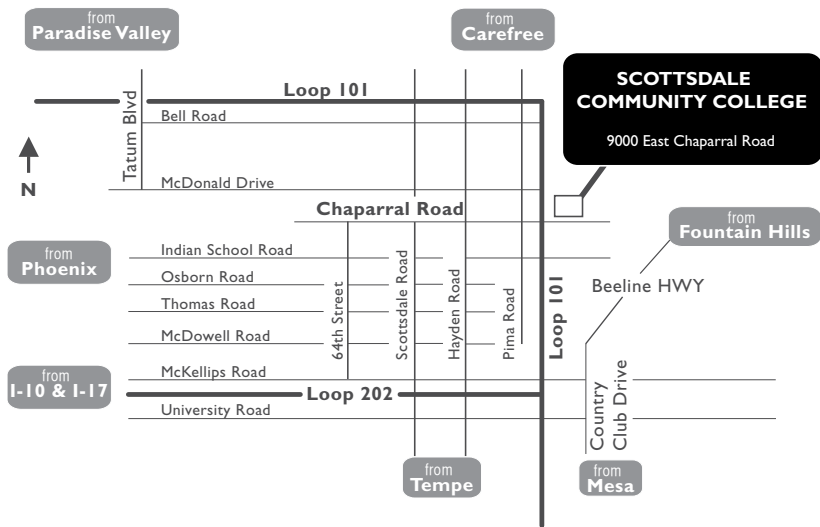 from
Paradise Valley
from
Carefree
SCOTTSDALE
COMMUNITY COLLEGE
9000 East Chaparral Road
Loop 101
Tatum Blvd
Bell Road
N
McDonald Drive
Chaparral Road
from
Fountain Hills
from
Phoenix
Indian School Road
Osborn Road
Thomas Road
McDowell Road
64th Street
Scottsdale Road
Hayden Road
Pima Road
Loop 101
Beeline HWY
from
I-10 & I-17
McKellips Road
Loop 202
University Road
Country
Club Drive
from
Tempe
from
Mesa